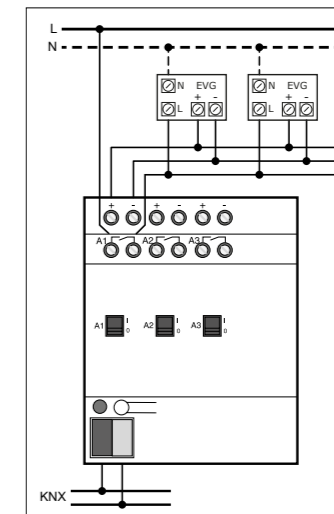 L
N
N EVG N EVG
+ - + -
L L
+ - + - + -
A1 A2 A3
A1 I 0 A2 I 0 A3 I 0
KNX